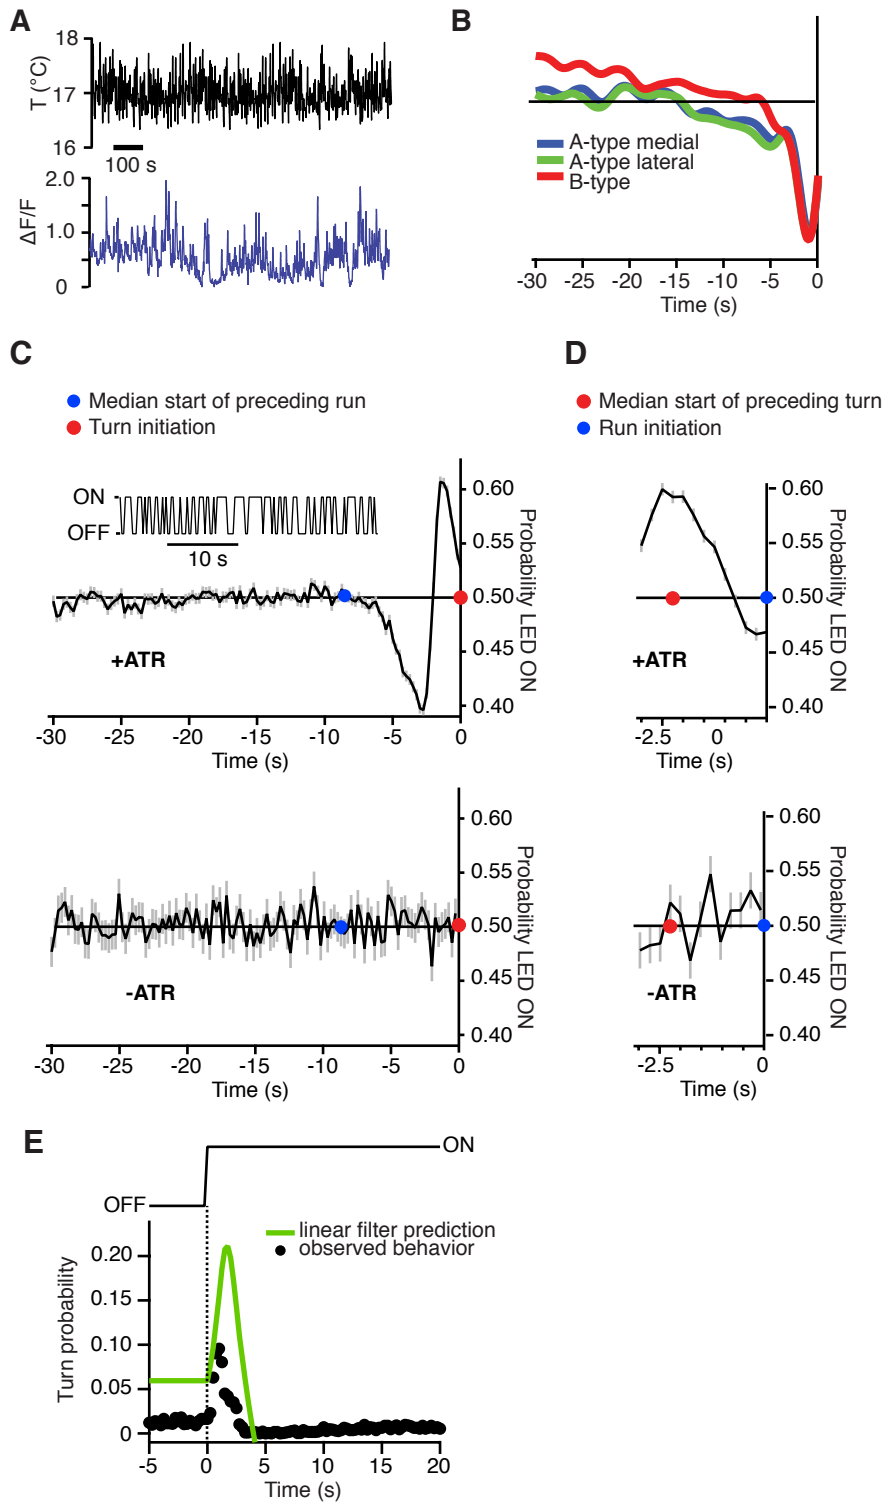 A
18
17
16
T (°C)
100 s
2.0
1.0
0
ΔF/F
B
A-type medial
A-type lateral
B-type
-30 -25 -20 -15 -10 -5 0
Time (s)
C
Median start of preceding run
Turn initiation
ON
OFF
10 s
0.60
0.55
0.50
0.45
0.40
Probability LED ON
+ATR
-30 -25 -20 -15 -10 -5 0
Time (s)
0.60
0.55
0.50
0.45
0.40
Probability LED ON
-ATR
-30 -25 -20 -15 -10 -5 0
Time (s)
D
Median start of preceding turn
Run initiation
0.60
0.55
0.50
0.45
0.40
Probability LED ON
+ATR
-2.5 0
Time (s)
0.60
0.55
0.50
0.45
0.40
Probability LED ON
-ATR
-2.5 0
Time (s)
E
ON
OFF
linear filter prediction
observed behavior
0.20
0.15
0.10
0.05
0
Turn probability
-5 0 5 10 15 20
Time (s)